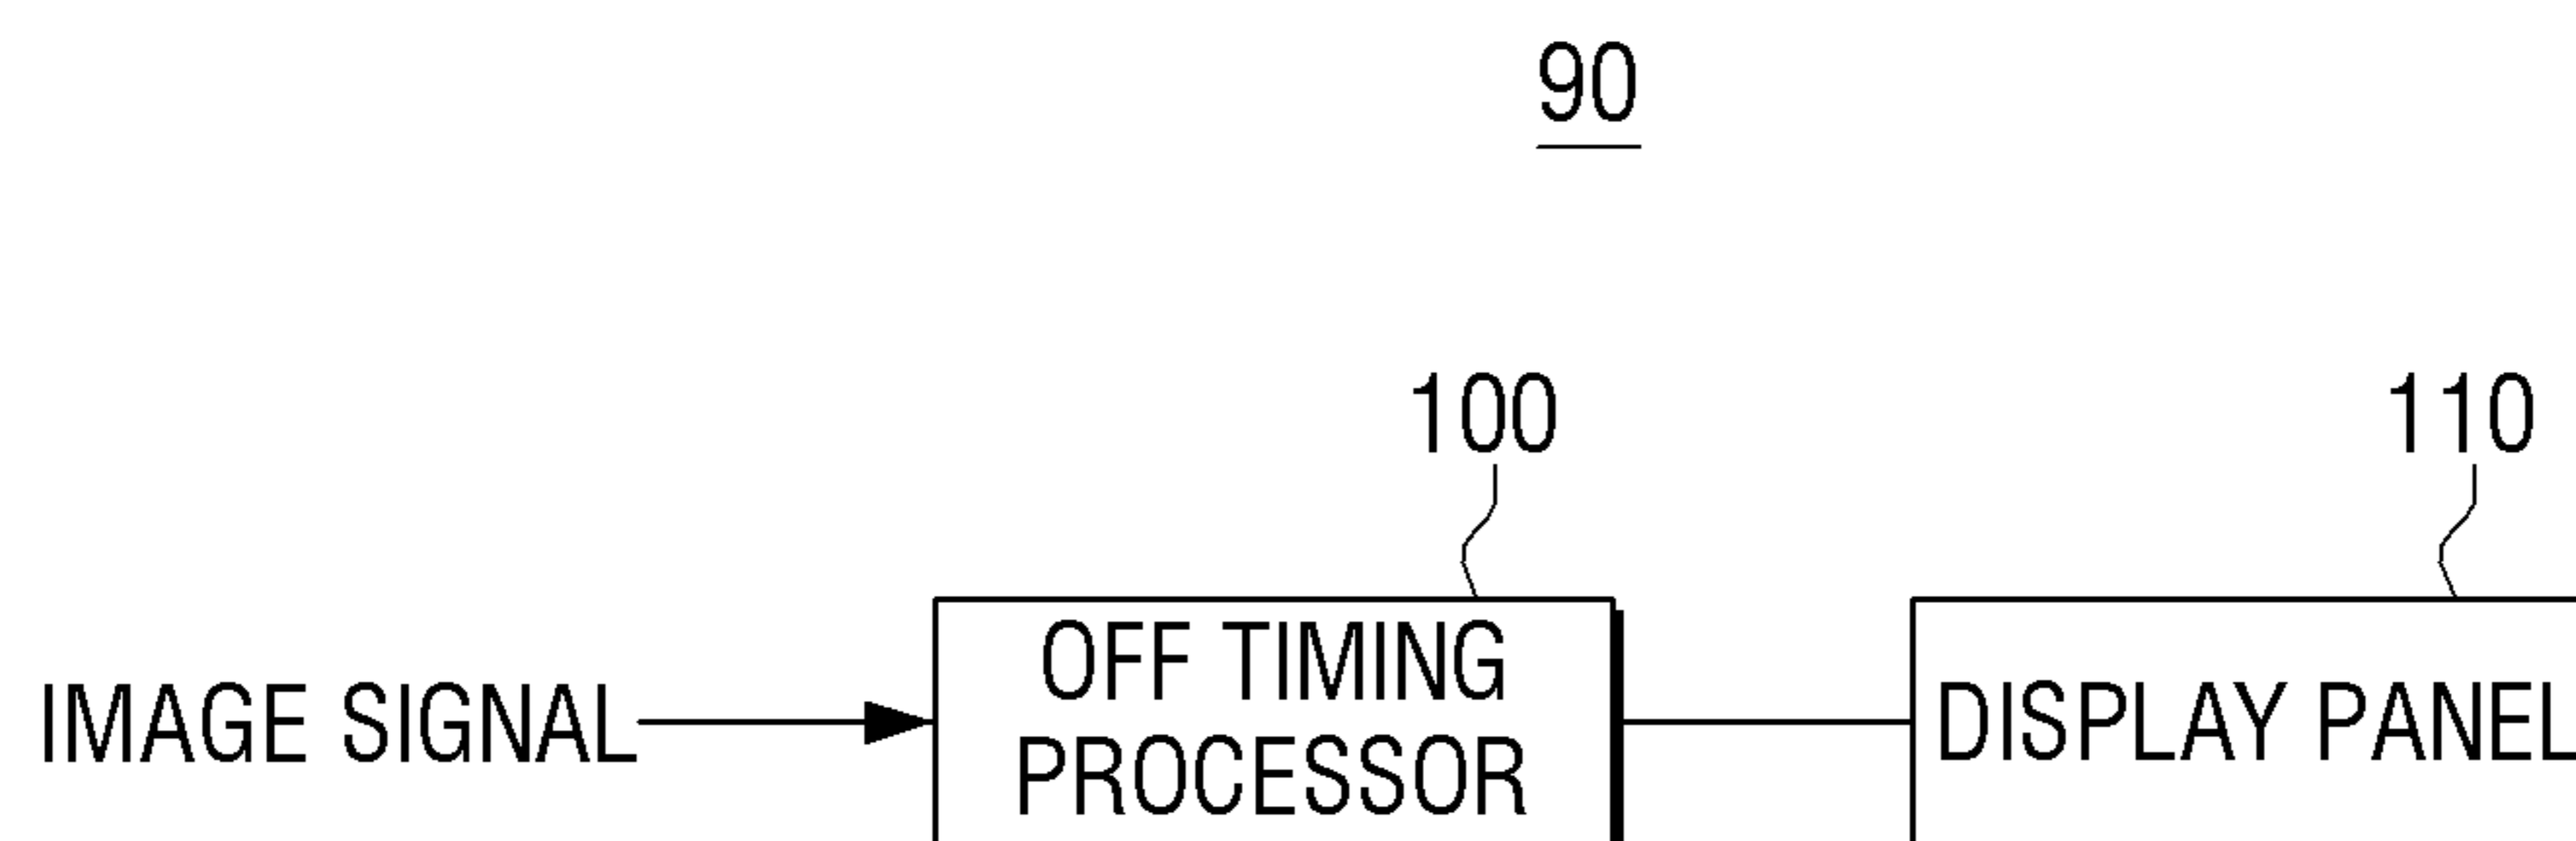 90
100
110
IMAGE SIGNAL
OFF TIMING
PROCESSOR
DISPLAY PANEL